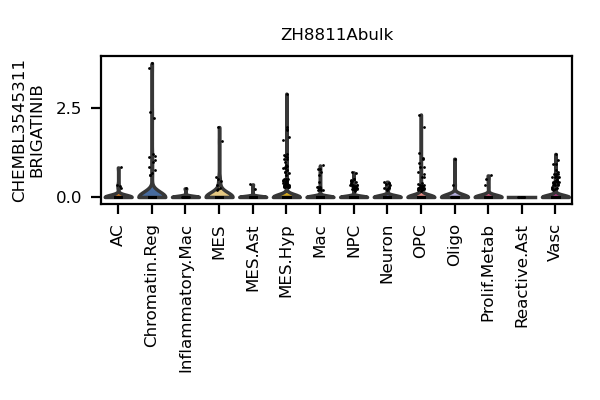 ZH8811Abulk
CHEMBL3545311
BRIGATINIB
2.5
0.0
AC
Chromatin.Reg
Inflammatory.Mac
MES
MES.Ast
MES.Hyp
Mac
NPC
Neuron
OPC
Oligo
Prolif.Metab
Reactive.Ast
Vasc